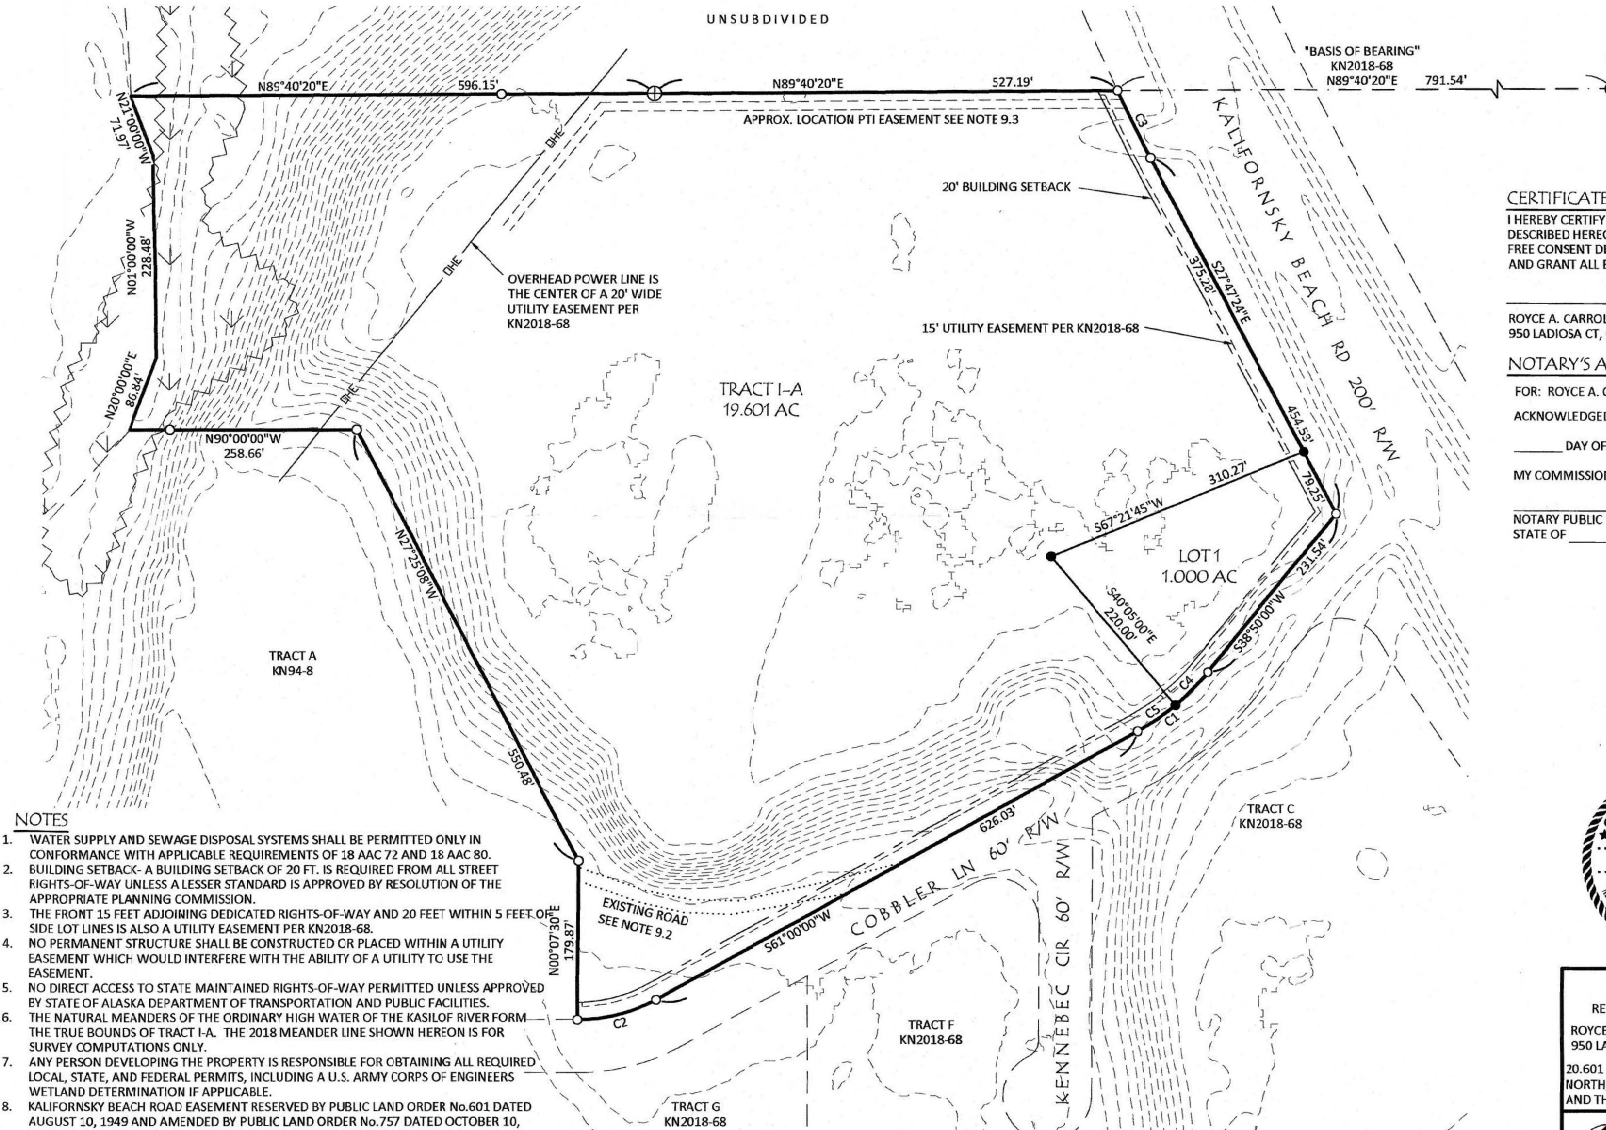 UNSUBDIVIDED
"BASIS OF BEARING"
KN2018-68
N89°40'20"E 791.54'
N89°40'20"E 596.15'
N89°40'20"E 527.19'
APPROX. LOCATION PTI EASEMENT SEE NOTE 9.3
N21°00'00"W
71.97'
C3
KALIFORNSKY BEACH RD 200' R/W
OHE
20' BUILDING SETBACK
N01°00'00"W
228.48'
OHE
OVERHEAD POWER LINE IS
THE CENTER OF A 20' WIDE
UTILITY EASEMENT PER
KN2018-68
S27°47'24"E
375.28'
15' UTILITY EASEMENT PER KN2018-68
N20°00'00"E
86.84'
OHE
TRACT I-A
19.601 AC
454.53'
N90°00'00"W
258.66'
310.27'
79.25'
S67°21'45"W
N27°25'08"W
550.48'
LOT 1
1.000 AC
231.54'
S38°50'00"W
S40°05'00"E
220.00'
C4
C5
C1
TRACT A
KN94-8
CERTIFICATE
I HEREBY CERTIFY
DESCRIBED HEREO
FREE CONSENT DE
AND GRANT ALL E
ROYCE A. CARROL
950 LADIOSA CT,
NOTARY'S A
FOR: ROYCE A. C
ACKNOWLEDGED
DAY OF
MY COMMISSION
NOTARY PUBLIC
STATE OF
626.03'
S61°00'00"W
COBBLER LN 60' R/W
KENNEBEC CIR 60' R/W
TRACT C
KN2018-68
EXISTING ROAD
SEE NOTE 9.2
N00°07'30"E
179.87'
C2
TRACT F
KN2018-68
TRACT G
KN2018-68
NOTES
1. WATER SUPPLY AND SEWAGE DISPOSAL SYSTEMS SHALL BE PERMITTED ONLY IN
CONFORMANCE WITH APPLICABLE REQUIREMENTS OF 18 AAC 72 AND 18 AAC 80.
2. BUILDING SETBACK- A BUILDING SETBACK OF 20 FT. IS REQUIRED FROM ALL STREET
RIGHTS-OF-WAY UNLESS A LESSER STANDARD IS APPROVED BY RESOLUTION OF THE
APPROPRIATE PLANNING COMMISSION.
3. THE FRONT 15 FEET ADJOINING DEDICATED RIGHTS-OF-WAY AND 20 FEET WITHIN 5 FEET OF
SIDE LOT LINES IS ALSO A UTILITY EASEMENT PER KN2018-68.
4. NO PERMANENT STRUCTURE SHALL BE CONSTRUCTED OR PLACED WITHIN A UTILITY
EASEMENT WHICH WOULD INTERFERE WITH THE ABILITY OF A UTILITY TO USE THE
EASEMENT.
5. NO DIRECT ACCESS TO STATE MAINTAINED RIGHTS-OF-WAY PERMITTED UNLESS APPROVED
BY STATE OF ALASKA DEPARTMENT OF TRANSPORTATION AND PUBLIC FACILITIES.
6. THE NATURAL MEANDERS OF THE ORDINARY HIGH WATER OF THE KASILOF RIVER FORM
THE TRUE BOUNDS OF TRACT I-A. THE 2018 MEANDER LINE SHOWN HEREON IS FOR
SURVEY COMPUTATIONS ONLY.
7. ANY PERSON DEVELOPING THE PROPERTY IS RESPONSIBLE FOR OBTAINING ALL REQUIRED
LOCAL, STATE, AND FEDERAL PERMITS, INCLUDING A U.S. ARMY CORPS OF ENGINEERS
WETLAND DETERMINATION IF APPLICABLE.
8. KALIFORNSKY BEACH ROAD EASEMENT RESERVED BY PUBLIC LAND ORDER No.601 DATED
AUGUST 10, 1949 AND AMENDED BY PUBLIC LAND ORDER No.757 DATED OCTOBER 10,
RE
ROYCE
950 LA
20.601
NORTH
AND TH